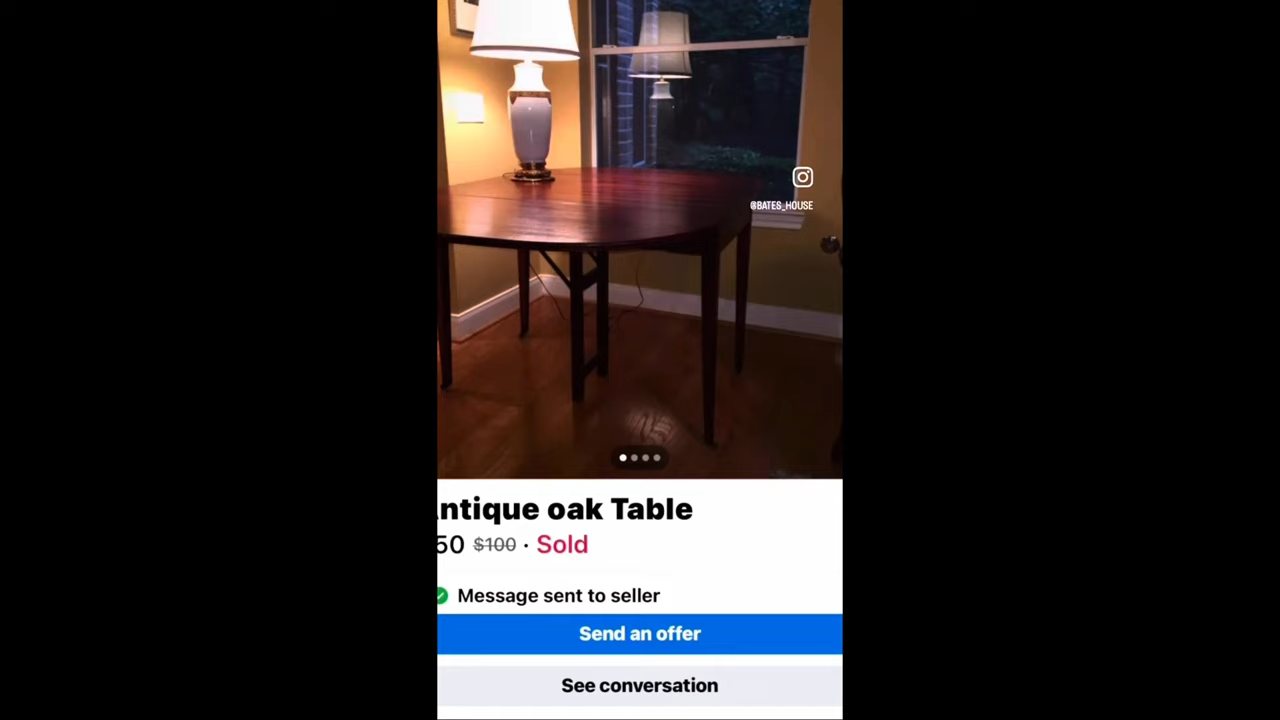 @BATES_HOUSE
ntique oak Table
50 $100 · Sold
Message sent to seller
Send an offer
See conversation